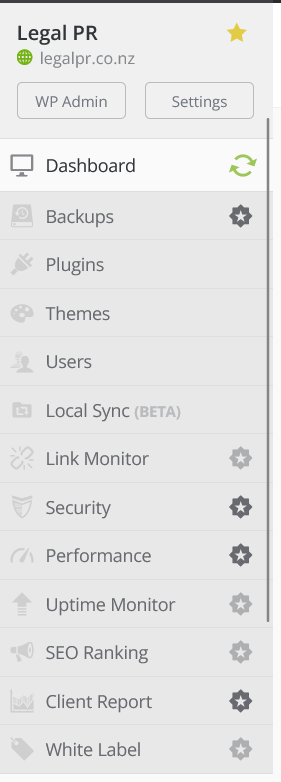 Legal PR
legalpr.co.nz
WP Admin Settings
Dashboard
Backups
Plugins
Themes
Users
Local Sync (BETA)
Link Monitor
Security
Performance
Uptime Monitor
SEO Ranking
Client Report
White Label